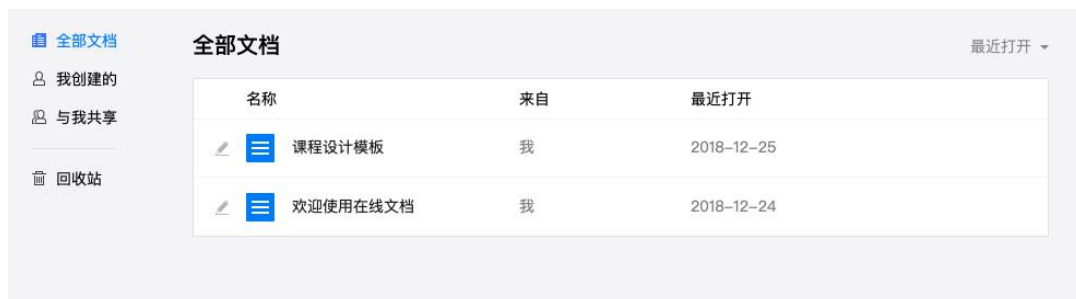 全部文档
我创建的
与我共享
回收站
全部文档
最近打开
名称 来自 最近打开
课程设计模板 我 2018-12-25
欢迎使用在线文档 我 2018-12-24